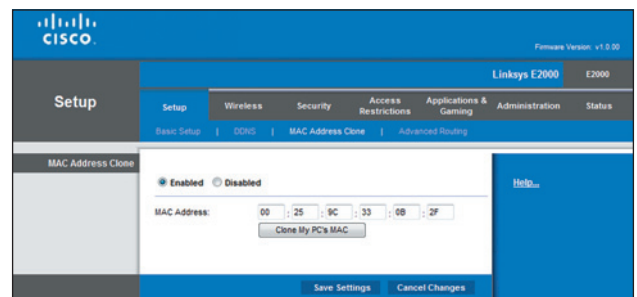 CISCO.
Firmware Version: v1.0.00
Linksys E2000 E2000
Setup
Setup Wireless Security Access Restrictions Applications & Gaming Administration Status
Basic Setup | DDNS | MAC Address Clone | Advanced Routing
MAC Address Clone
Enabled Disabled
Help...
MAC Address: 00 : 25 : 9C : 33 : 0B : 2F
Clone My PC's MAC
Save Settings Cancel Changes